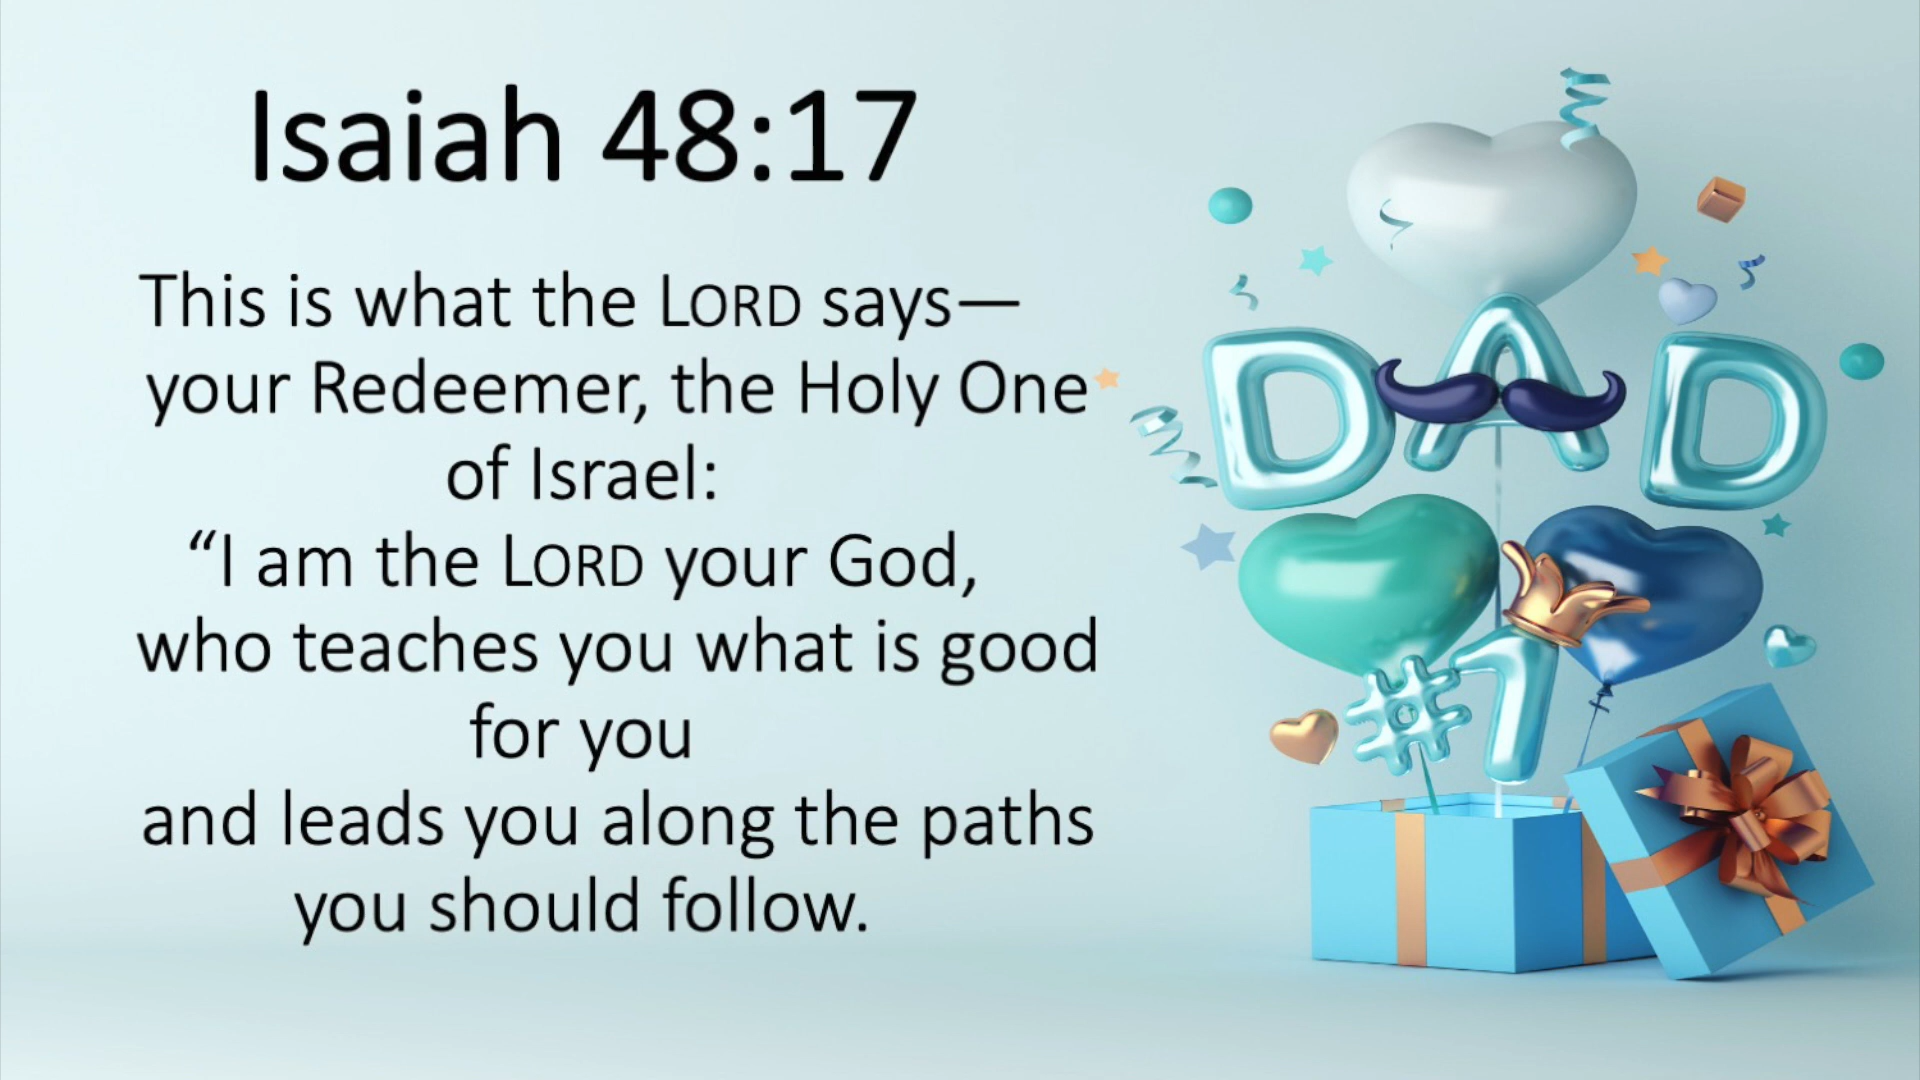 Isaiah 48:17
This is what the LORD says—
your Redeemer, the Holy One
of Israel:
“I am the LORD your God,
who teaches you what is good
for you
and leads you along the paths
you should follow.
DAD
#1